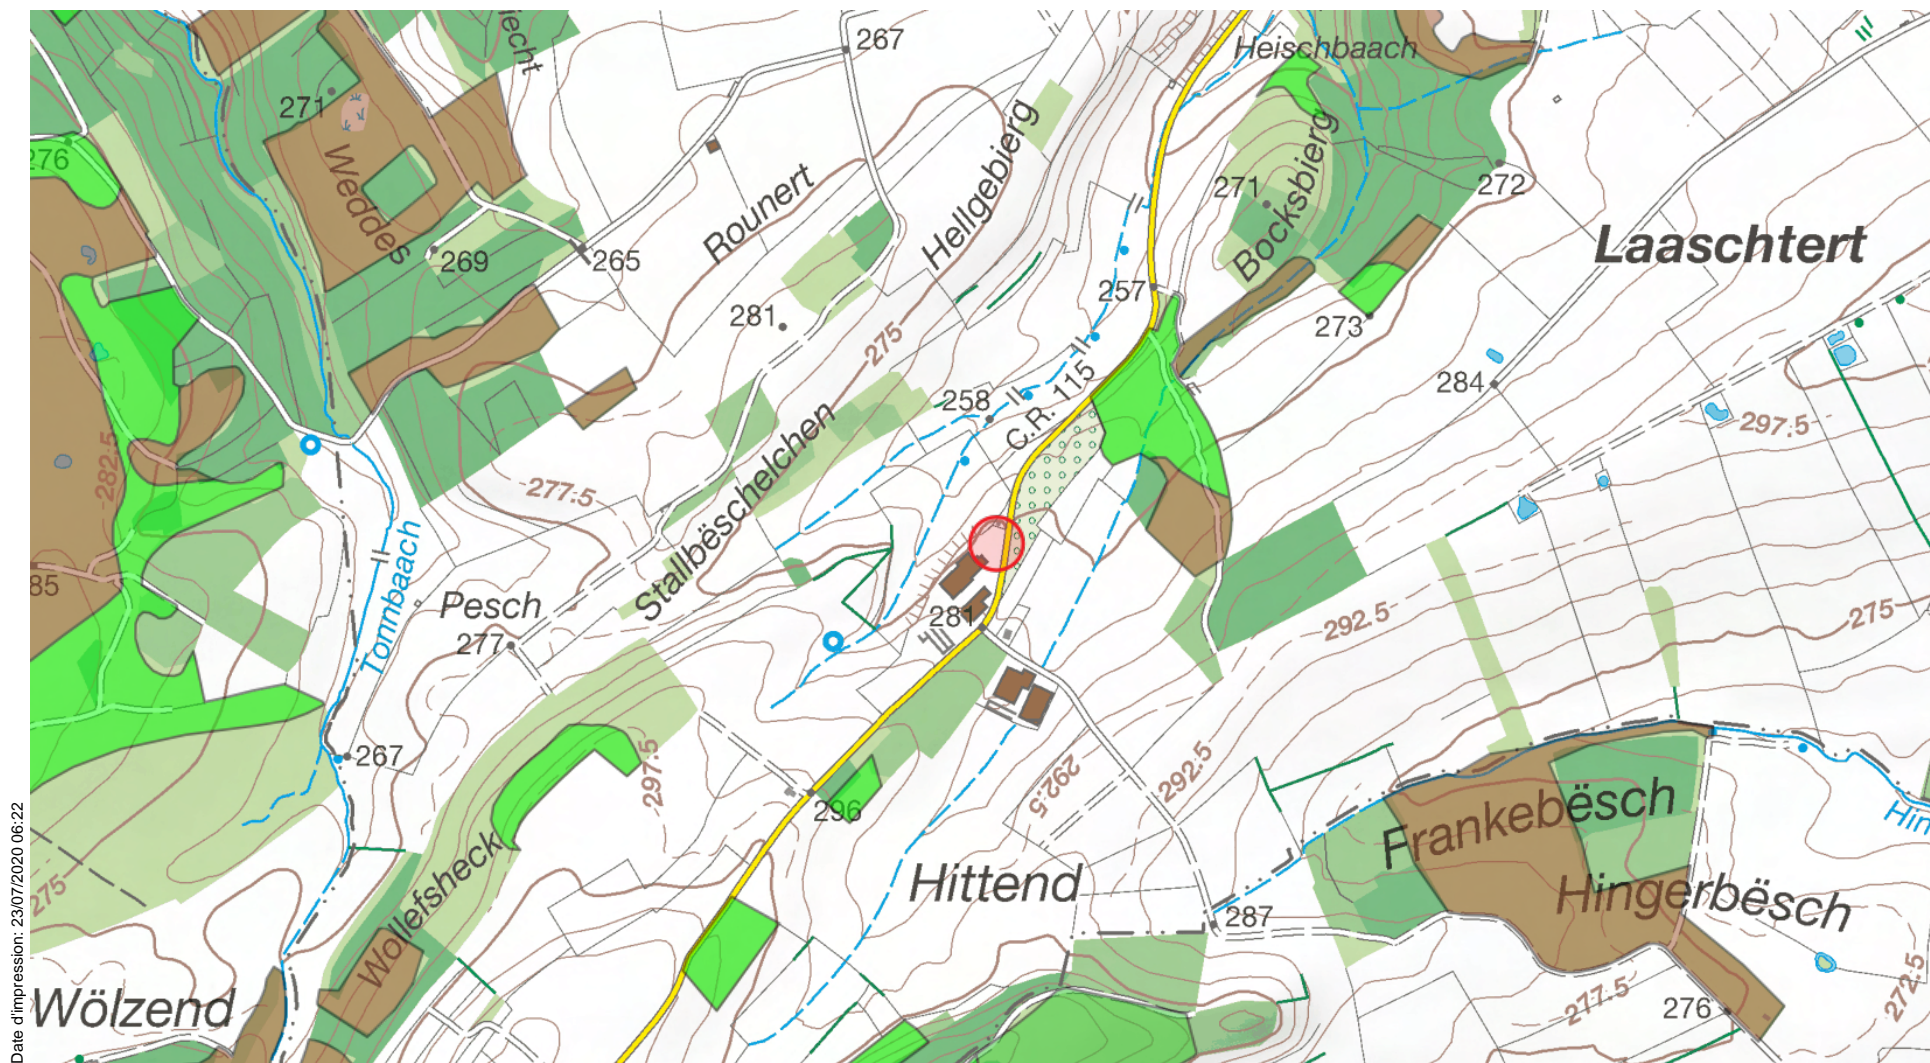 267
Heischbaach
271
276
Weddes
Rounert
Hellgebierg
271
Bocksbierg
272
269
265
Laaschtert
257
281
275
273
C.R. 115
258
284
282.5
297.5
277.5
Stallbëschelchen
85
Pesch
277
Tonnbaach
281
292.5
275
267
297.5
292.5
292.5
296
Frankebësch
Hin
275
Wollefsheck
Hittend
287
Hingerbësch
Wölzend
277.5
276
272.5
Date d'impression: 23/07/2020 06:22